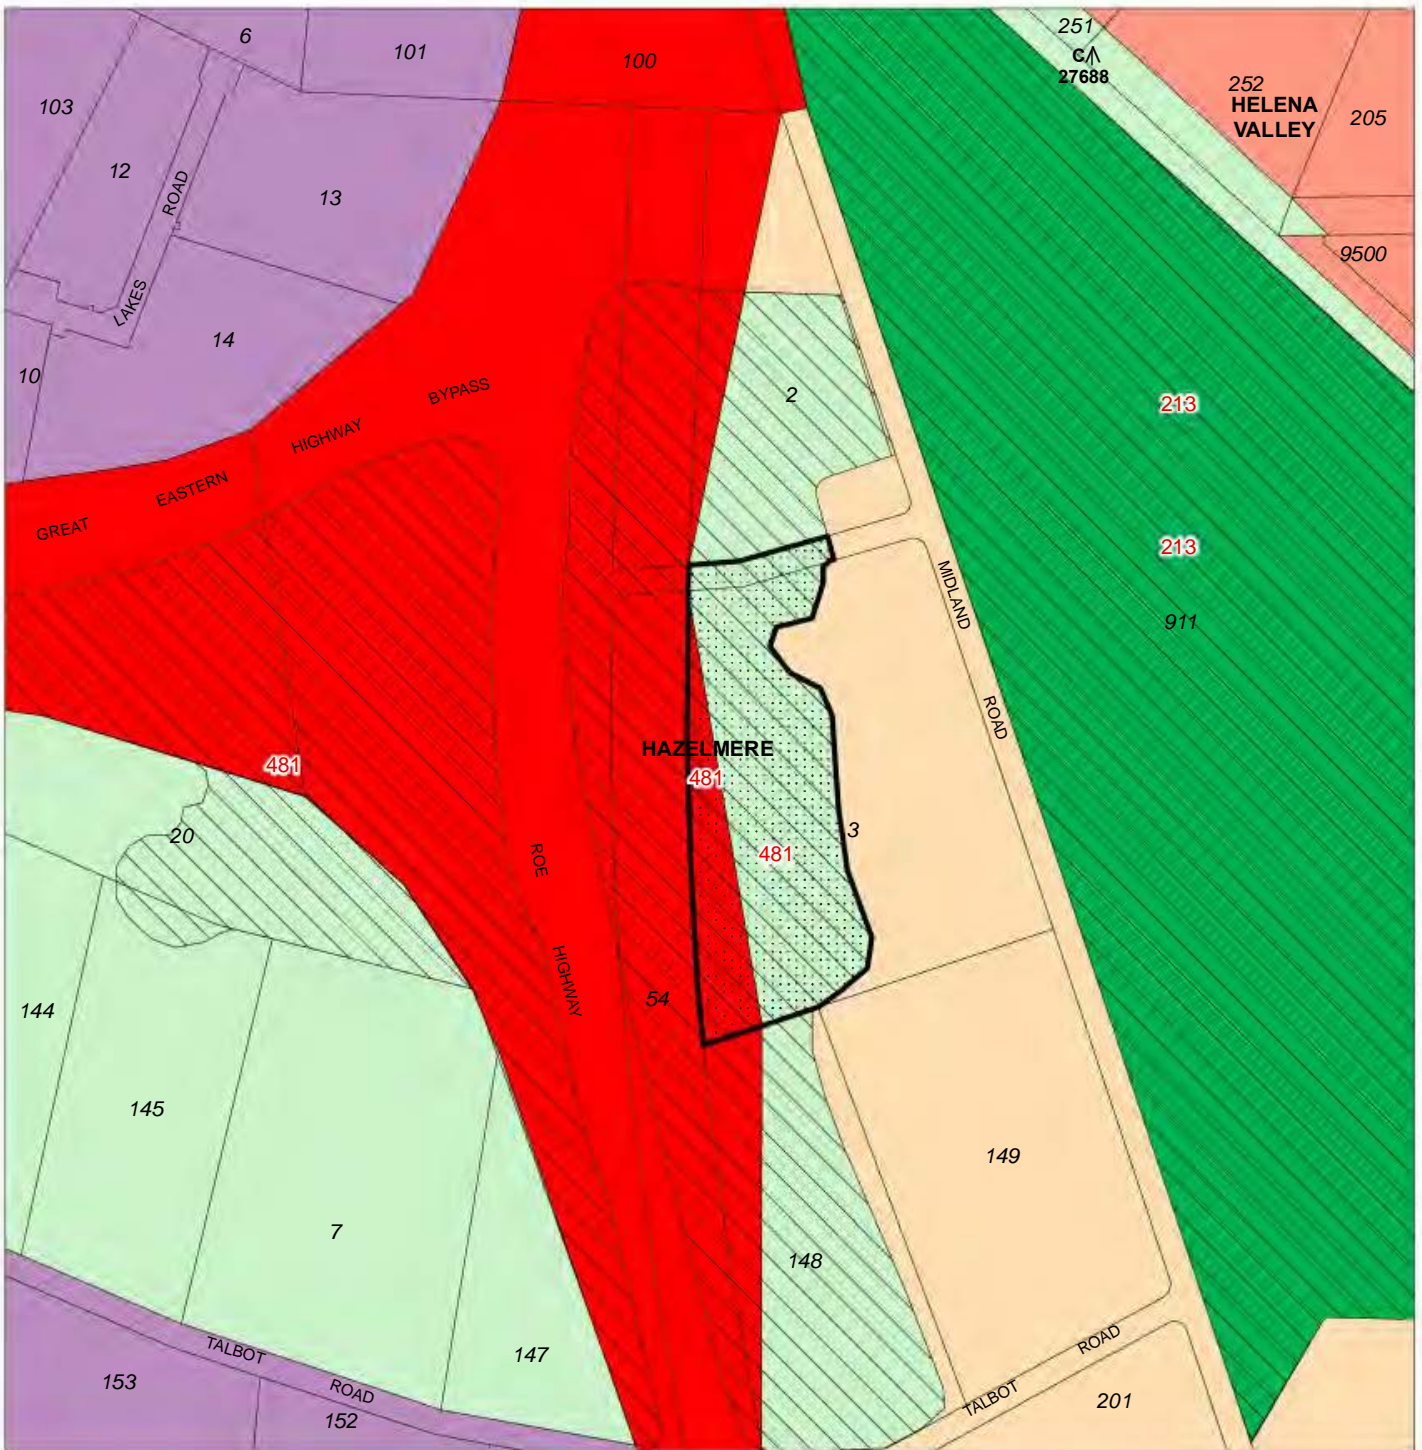 6
101
100
251
C
27688
103
252
HELENA
VALLEY
205
12
ROAD
13
9500
LAKES
14
10
BYPASS
2
213
HIGHWAY
EASTERN
GREAT
213
MIDLAND
911
ROAD
HAZELMERE
481
481
20
3
481
ROE
HIGHWAY
54
144
145
149
7
148
TALBOT
147
ROAD
153
ROAD
TALBOT
201
152